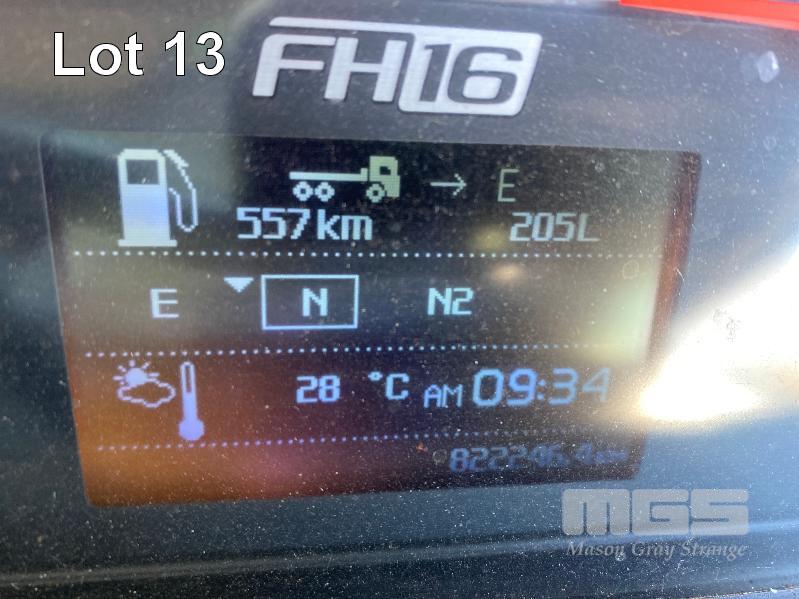 Lot 13
FH16
→ E
557km 205L
E N N2
28 °C AM 09:34
822246.4km
MGS
Mason Gray Strange